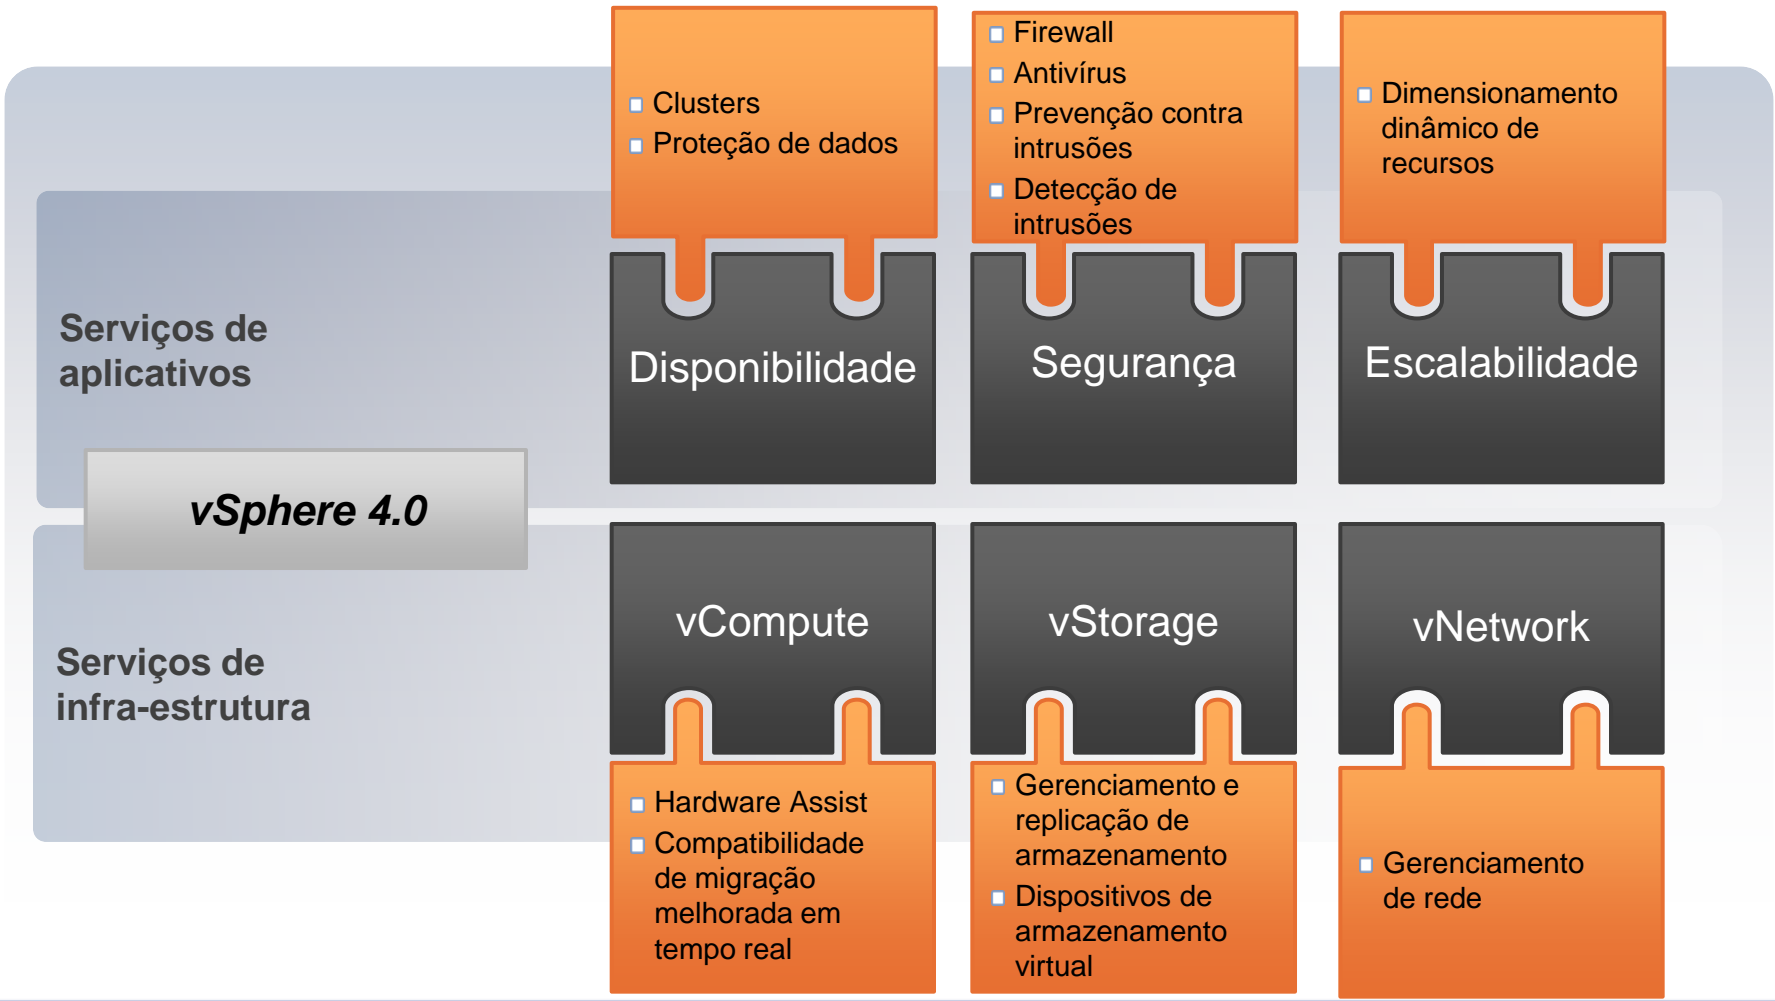 Clusters
Proteção de dados
Firewall
Antivírus
Prevenção contra
intrusões
Detecção de
intrusões
Dimensionamento
dinâmico de
recursos
Serviços de
aplicativos
Disponibilidade
Segurança
Escalabilidade
vSphere 4.0
Serviços de
infra-estrutura
vCompute
vStorage
vNetwork
Hardware Assist
Compatibilidade
de migração
melhorada em
tempo real
Gerenciamento e
replicação de
armazenamento
Dispositivos de
armazenamento
virtual
Gerenciamento
de rede